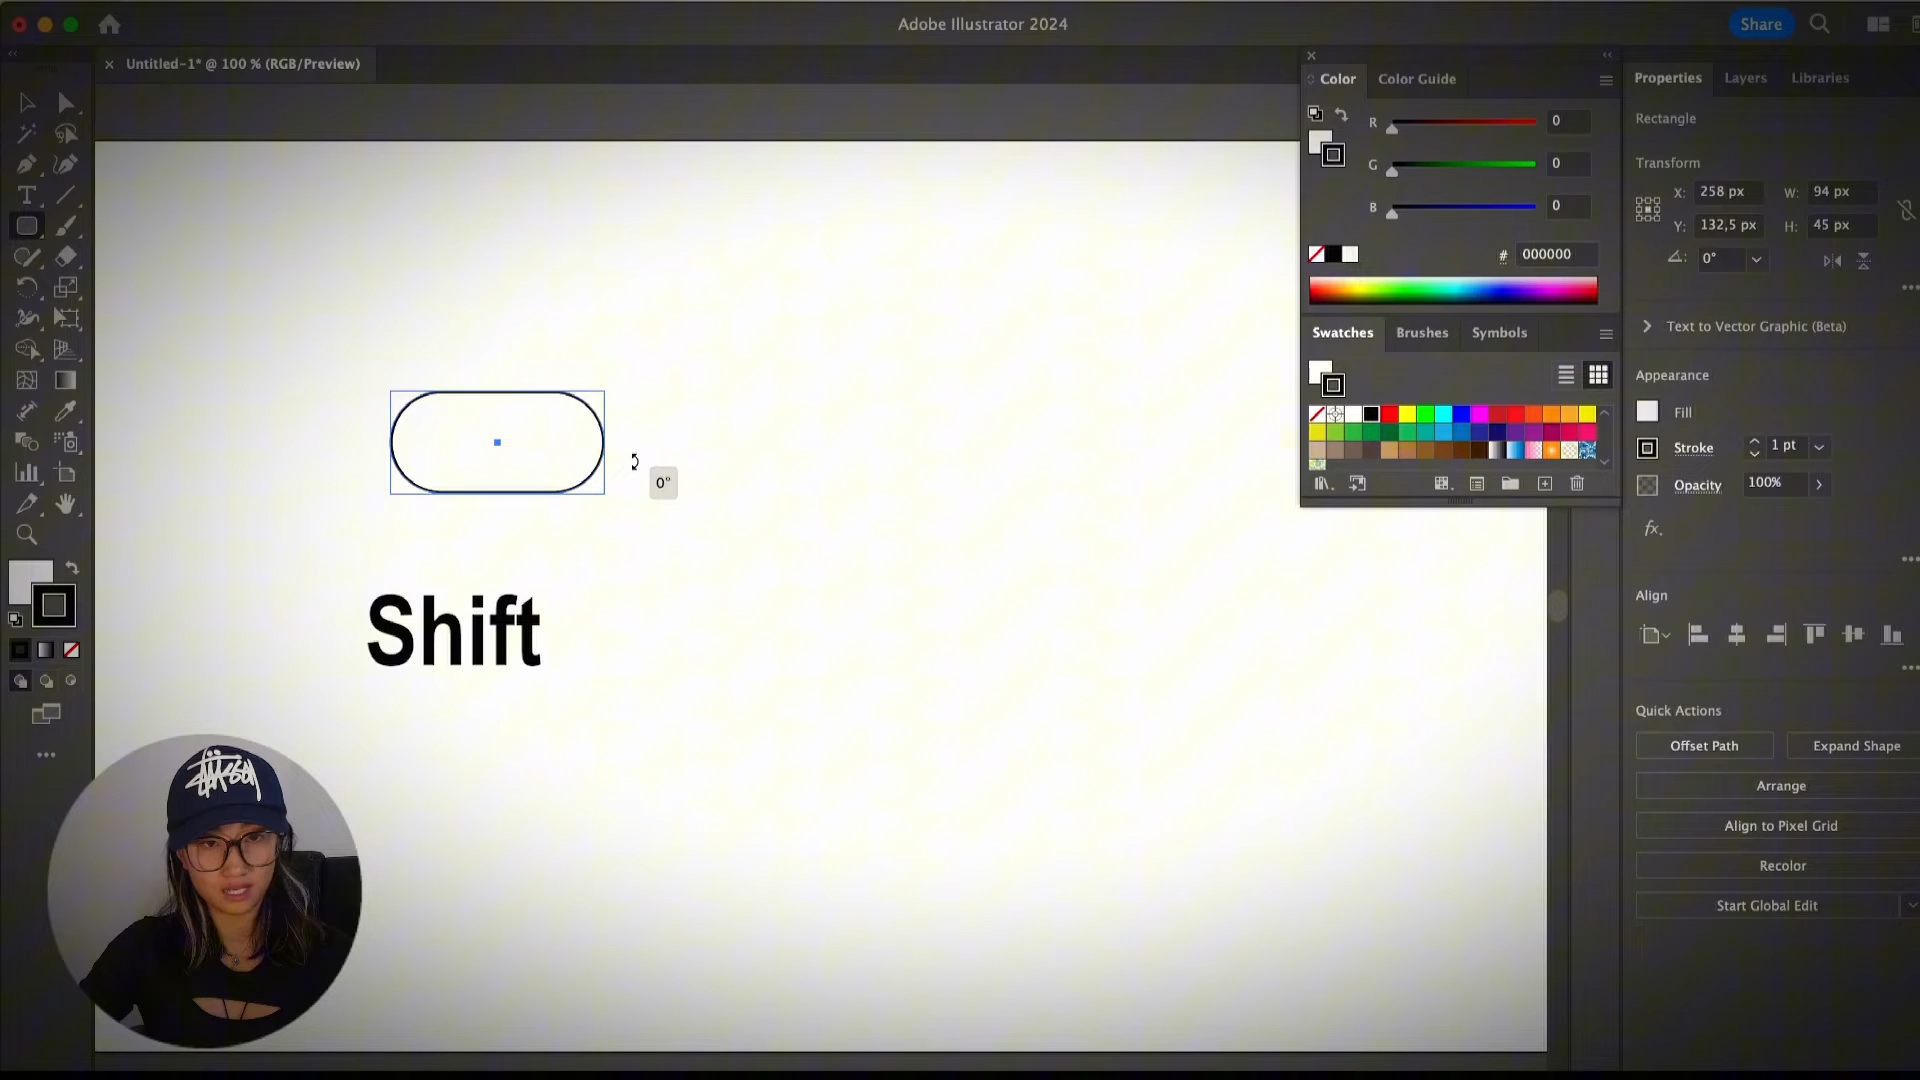 Adobe Illustrator 2024
Share
Untitled-1* @ 100 % (RGB/Preview)
Color
Color Guide
R
0
G
0
B
0
#
000000
Swatches
Brushes
Symbols
Properties
Layers
Libraries
Rectangle
Transform
X:
258 px
W:
94 px
Y:
132,5 px
H:
45 px
0°
Text to Vector Graphic (Beta)
Appearance
Fill
Stroke
1 pt
Opacity
100%
fx.
Align
Quick Actions
Offset Path
Expand Shape
Arrange
Align to Pixel Grid
Recolor
Start Global Edit
0°
Shift